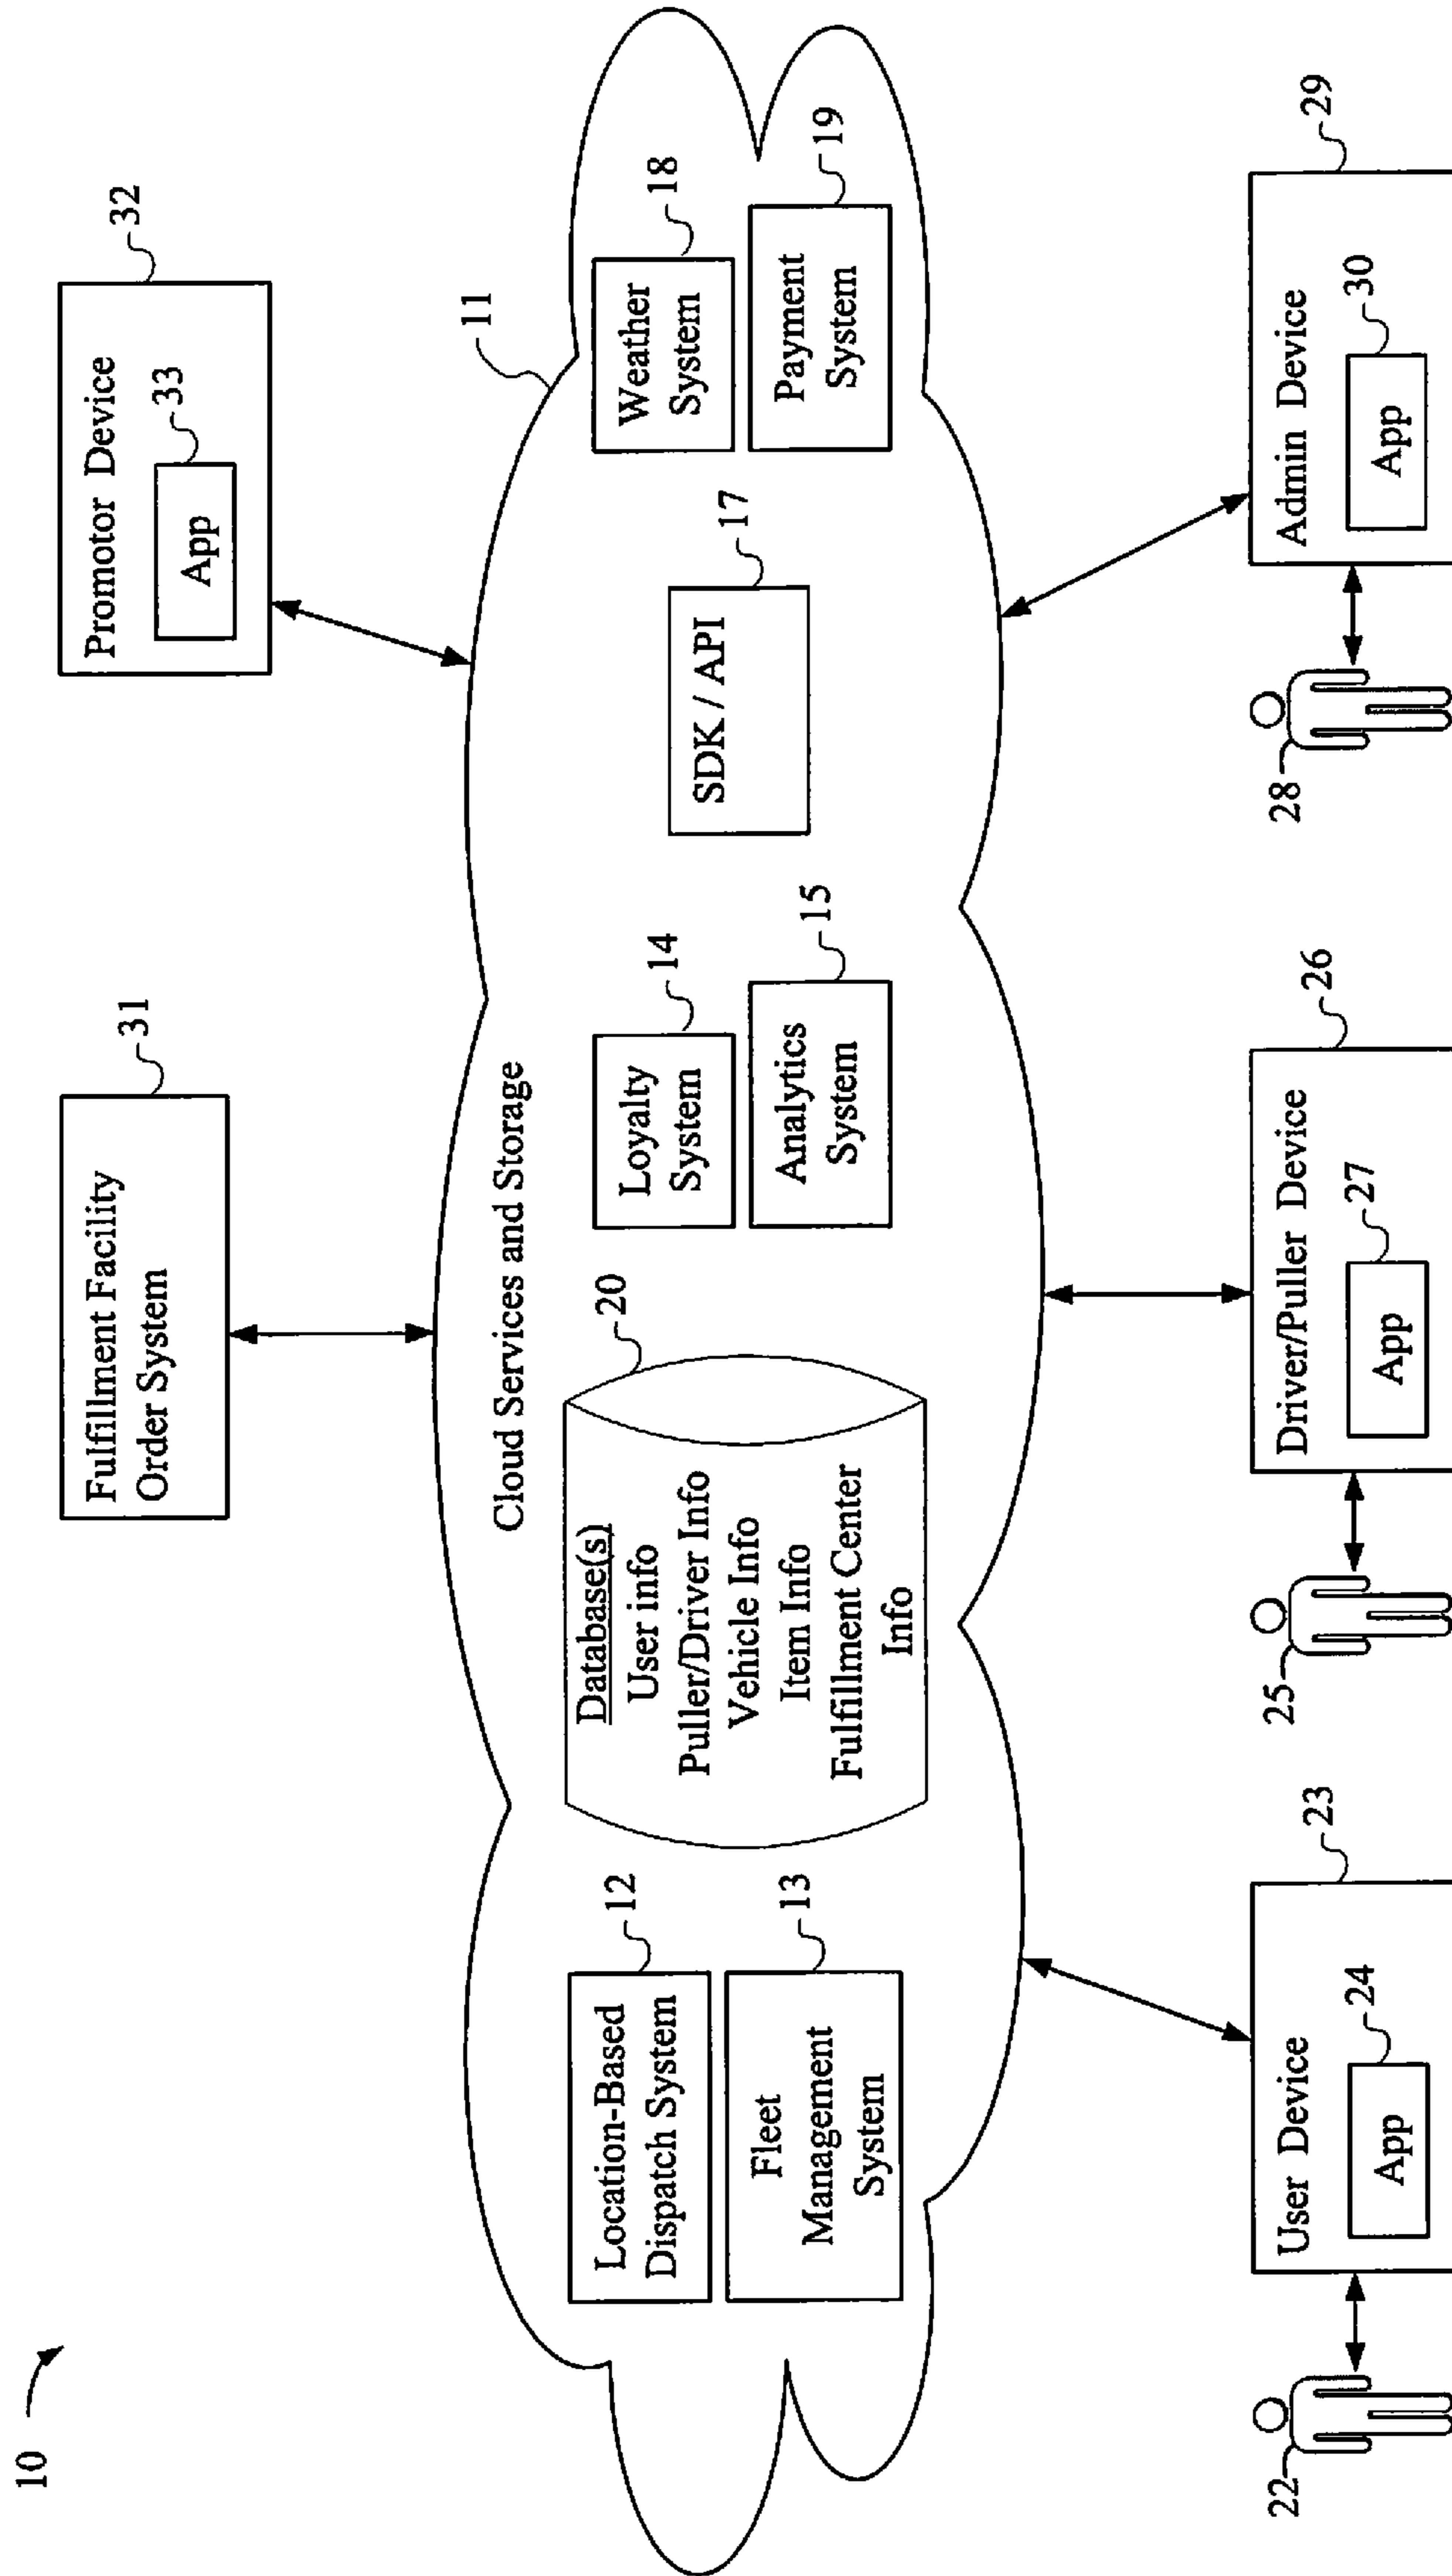 10
Fulfillment Facility
Order System
31
Promotor Device
32
App
33
11
Cloud Services and Storage
Location-Based
Dispatch System
12
Fleet
Management
System
13
Database(s)
User info
Puller/Driver Info
Vehicle Info
Item Info
Fulfillment Center
Info
20
Loyalty
System
14
Analytics
System
15
SDK / API
17
Weather
System
18
Payment
System
19
22
User Device
23
App
24
25
Driver/Puller Device
26
App
27
28
Admin Device
29
App
30